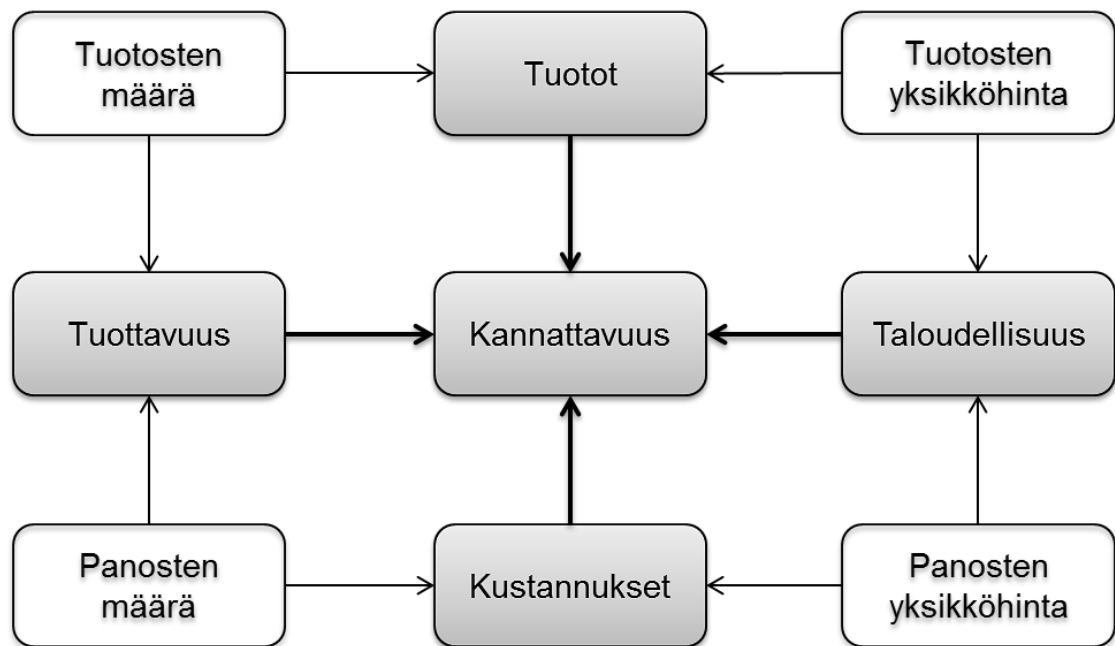 Tuotosten
määrä
Tuotot
Tuotosten
yksikköhinta
Tuottavuus
Kannattavuus
Taloudellisuus
Panosten
määrä
Kustannukset
Panosten
yksikköhinta